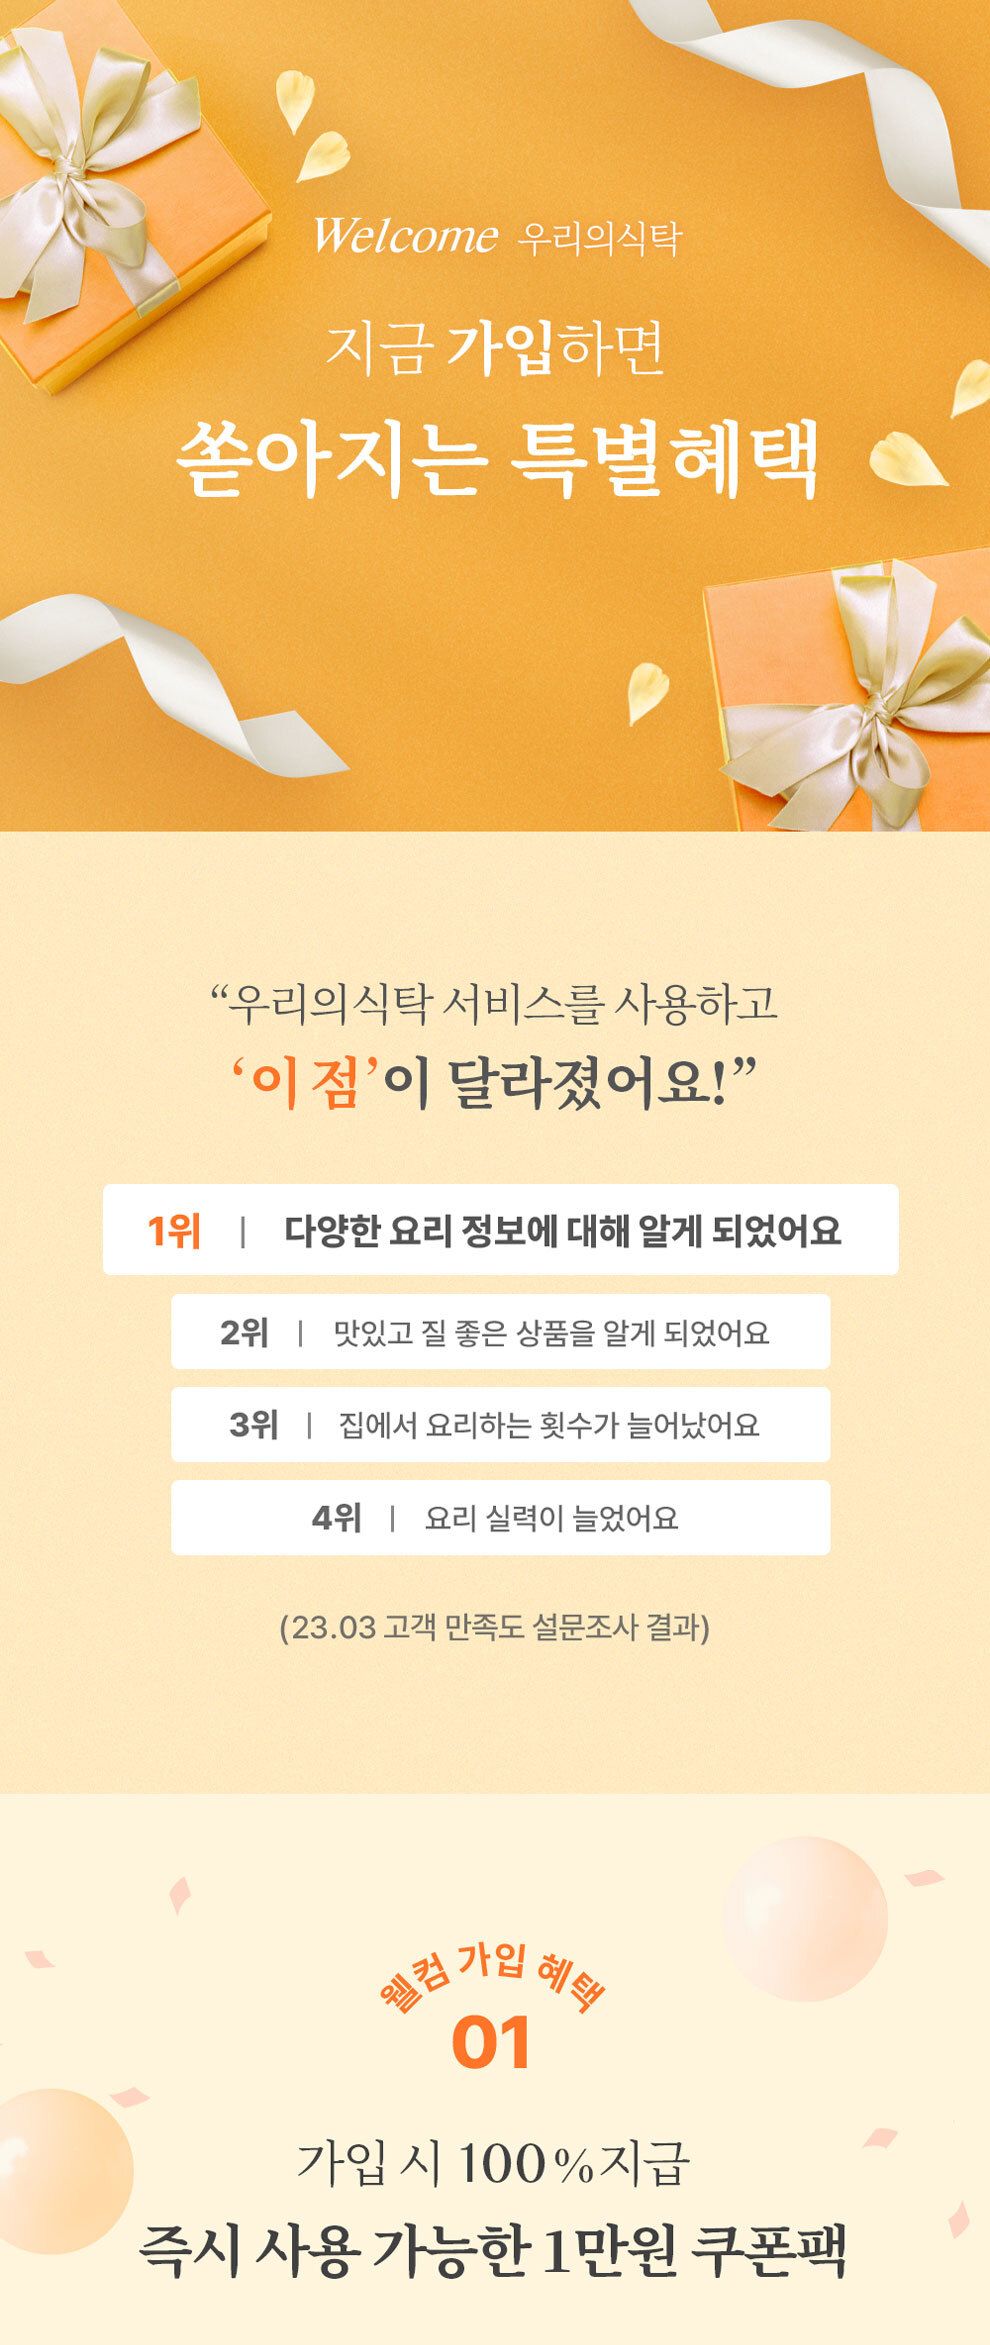 Welcome 우리의식탁
지금 가입하면
쏟아지는 특별혜택
“우리의식탁 서비스를 사용하고
‘이 점’이 달라졌어요!”
1위 | 다양한 요리 정보에 대해 알게 되었어요
2위 | 맛있고 질 좋은 상품을 알게 되었어요
3위 | 집에서 요리하는 횟수가 늘어났어요
4위 | 요리 실력이 늘었어요
(23.03 고객 만족도 설문조사 결과)
웰컴 가입 혜택
01
가입 시 100%지급
즉시 사용 가능한 1만원 쿠폰팩